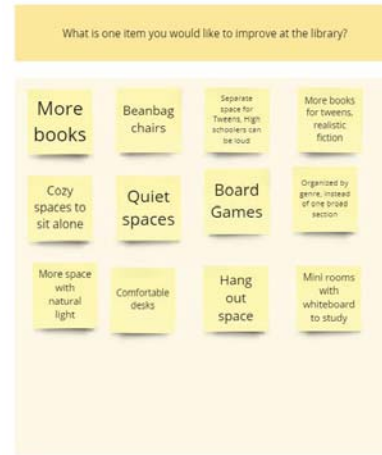 What is one item you would like to improve at the library?
More
books
Beanbag
chairs
Separate
space for
Tweens, High
schoolers can
be loud
More books
for tweens,
realistic
fiction
Cozy
spaces to
sit alone
Quiet
spaces
Board
Games
Organized by
genre, instead
of one broad
section
More space
with
natural
light
Comfortable
desks
Hang
out
space
Mini rooms
with
whiteboard
to study